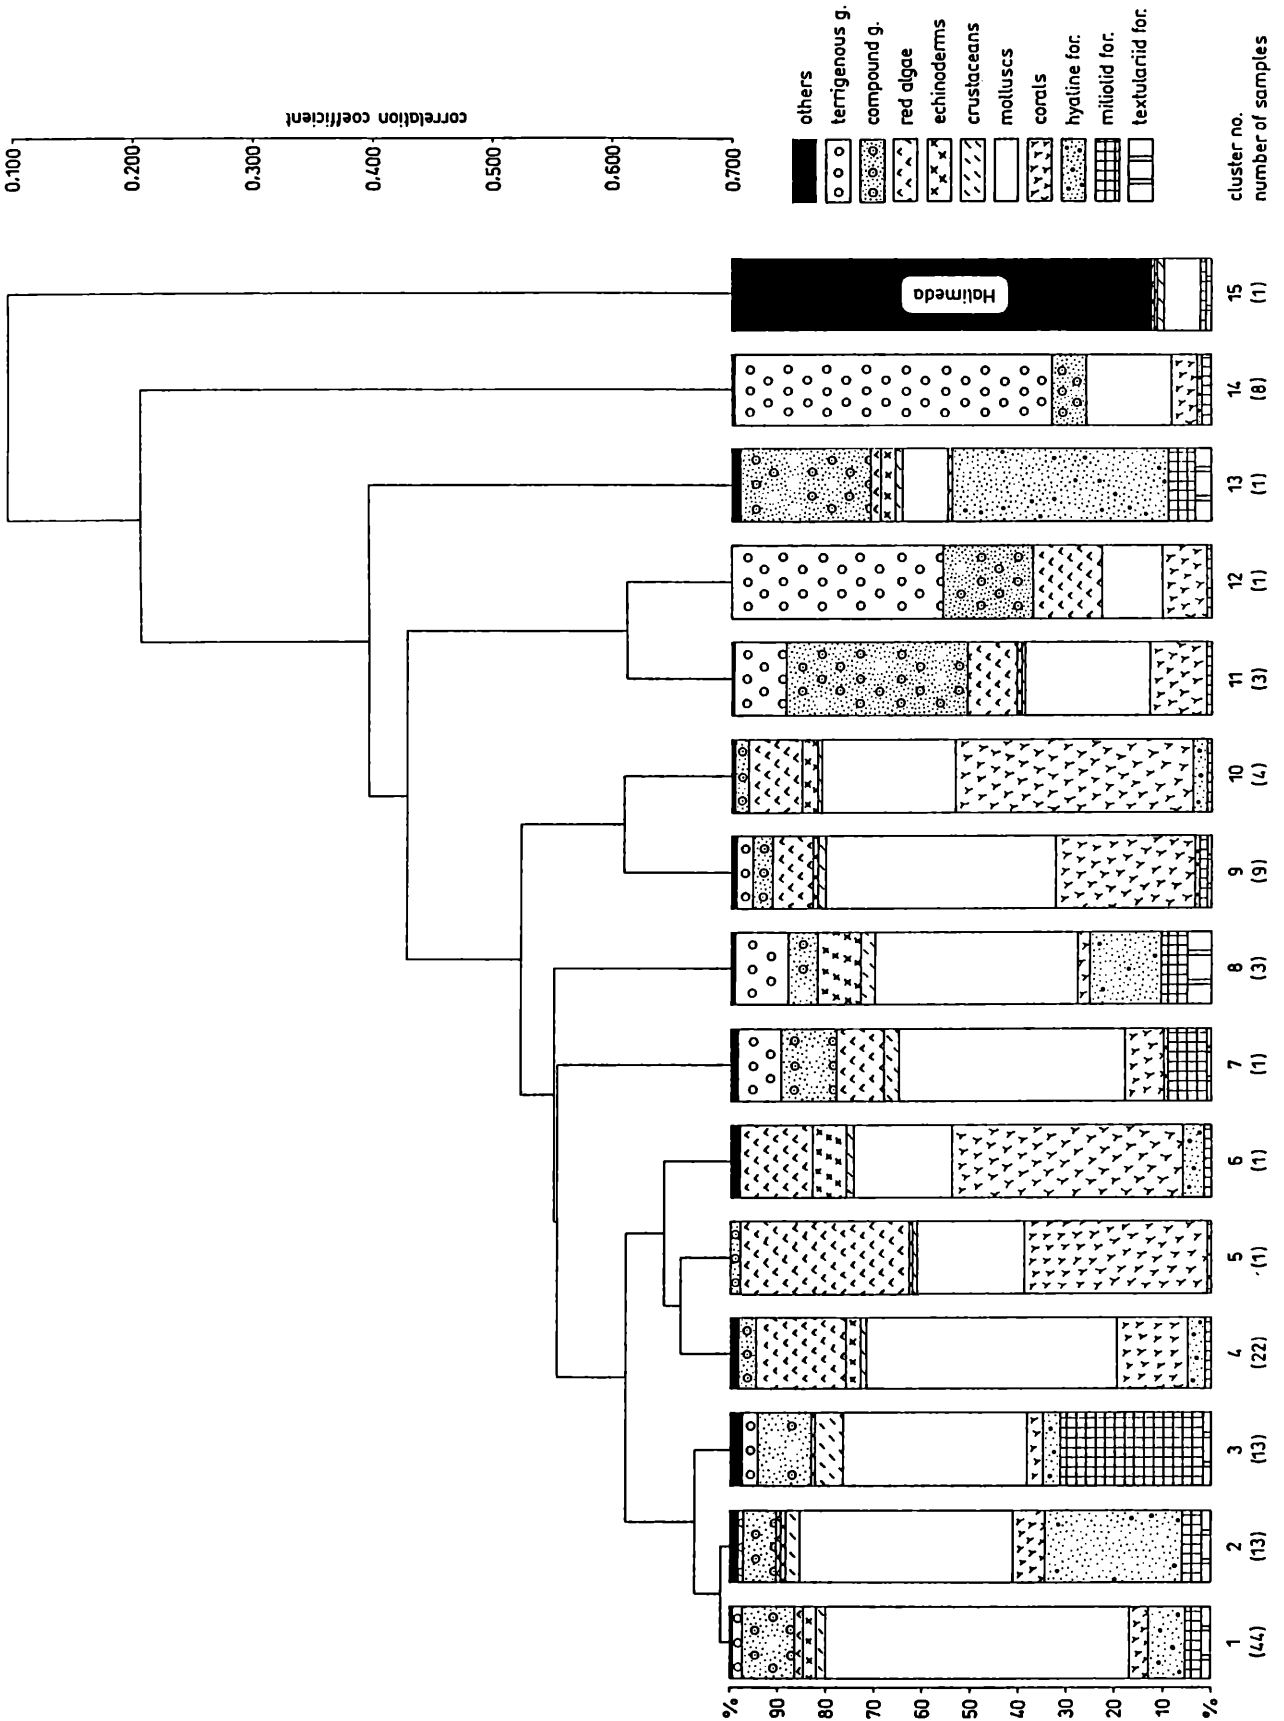 correlation coefficient
0.100
0.200
0.300
0.400
0.500
0.600
0.700
others
terrigenous g.
compound g.
red algae
echinoderms
crustaceans
molluscs
corals
hyaline for.
miliolid for.
textulariid for.
Halimeda
%
90
80
70
60
50
40
30
20
10
%
1 2 3 4 5 6 7 8 9 10 11 12 13 14 15 cluster no.
(44) (13) (13) (22) (1) (1) (1) (3) (9) (4) (3) (1) (1) (8) (1) number of samples